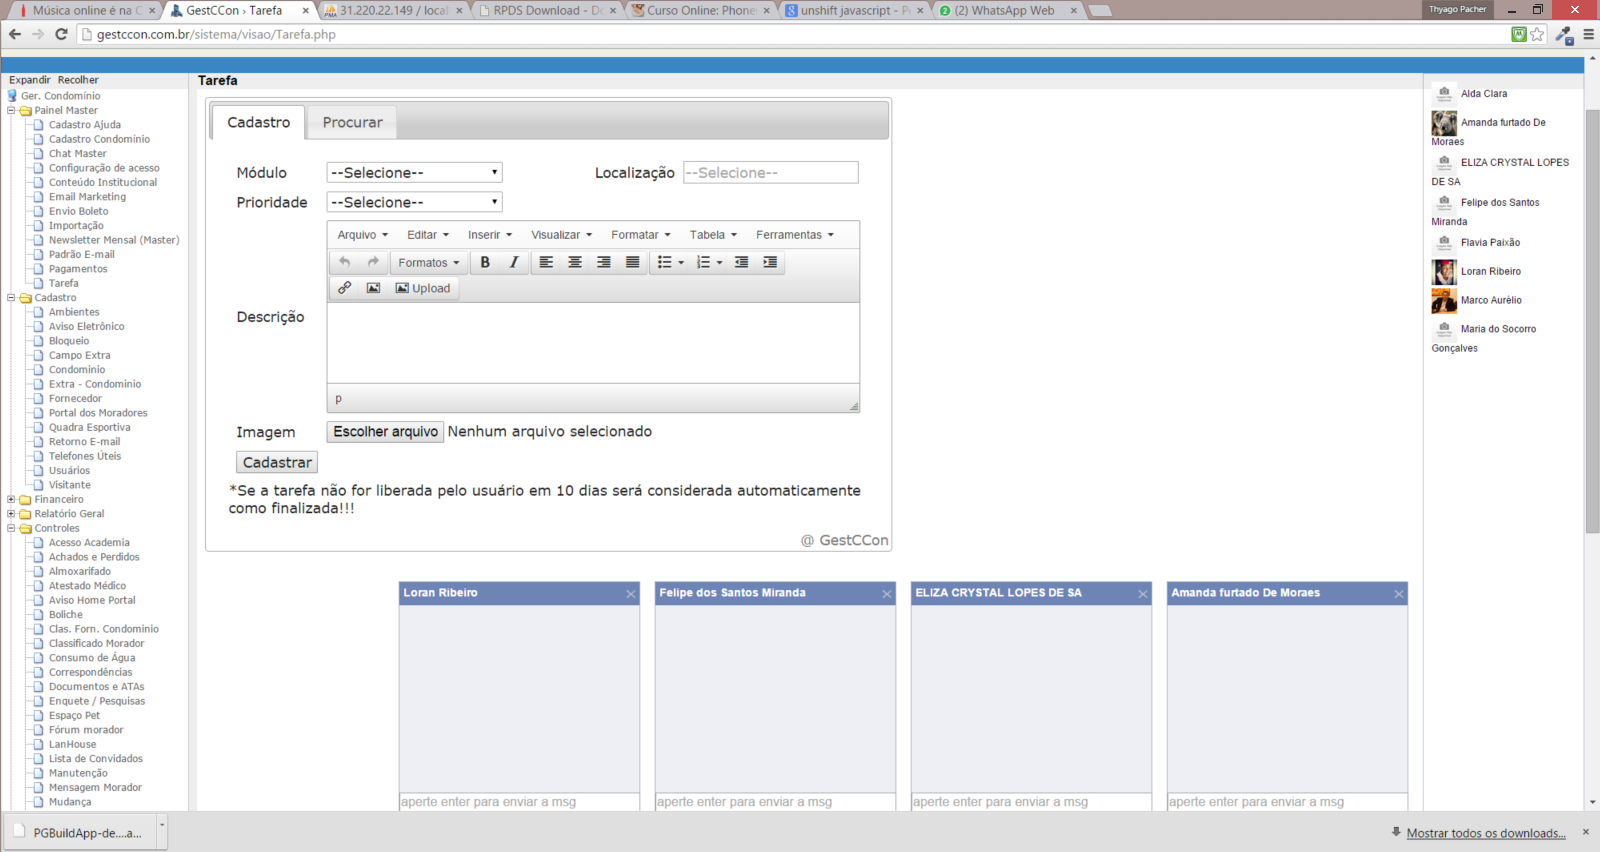 Música online é na C
GestCCon › Tarefa
31.220.22.149 / local
RPDS Download - Do
Curso Online: Phone
unshift javascript - Pe
(2) WhatsApp Web
Thyago Pacher
gestccon.com.br/sistema/visao/Tarefa.php
Expandir Recolher
Ger. Condomínio
Painel Master
Cadastro Ajuda
Cadastro Condomínio
Chat Master
Configuração de acesso
Conteúdo Institucional
Email Marketing
Envio Boleto
Importação
Newsletter Mensal (Master)
Padrão E-mail
Pagamentos
Tarefa
Cadastro
Ambientes
Aviso Eletrônico
Bloqueio
Campo Extra
Condominio
Extra - Condominio
Fornecedor
Portal dos Moradores
Quadra Esportiva
Retorno E-mail
Telefones Úteis
Usuários
Visitante
Financeiro
Relatório Geral
Controles
Acesso Academia
Achados e Perdidos
Almoxarifado
Atestado Médico
Aviso Home Portal
Boliche
Clas. Forn. Condominio
Classificado Morador
Consumo de Água
Correspondências
Documentos e ATAs
Enquete / Pesquisas
Espaço Pet
Fórum morador
LanHouse
Lista de Convidados
Manutenção
Mensagem Morador
Mudança
Tarefa
Cadastro
Procurar
Módulo
--Selecione--
Localização
--Selecione--
Prioridade
--Selecione--
Arquivo
Editar
Inserir
Visualizar
Formatar
Tabela
Ferramentas
Formatos
B
I
Upload
Descrição
p
Imagem
Escolher arquivo Nenhum arquivo selecionado
Cadastrar
*Se a tarefa não for liberada pelo usuário em 10 dias será considerada automaticamente
como finalizada!!!
@ GestCCon
Alda Clara
Amanda furtado De
Moraes
ELIZA CRYSTAL LOPES
DE SA
Felipe dos Santos
Miranda
Flavia Paixão
Loran Ribeiro
Marco Aurélio
Maria do Socorro
Gonçalves
Loran Ribeiro
Felipe dos Santos Miranda
ELIZA CRYSTAL LOPES DE SA
Amanda furtado De Moraes
aperte enter para enviar a msg
aperte enter para enviar a msg
aperte enter para enviar a msg
aperte enter para enviar a msg
PGBuildApp-de....a...
Mostrar todos os downloads...